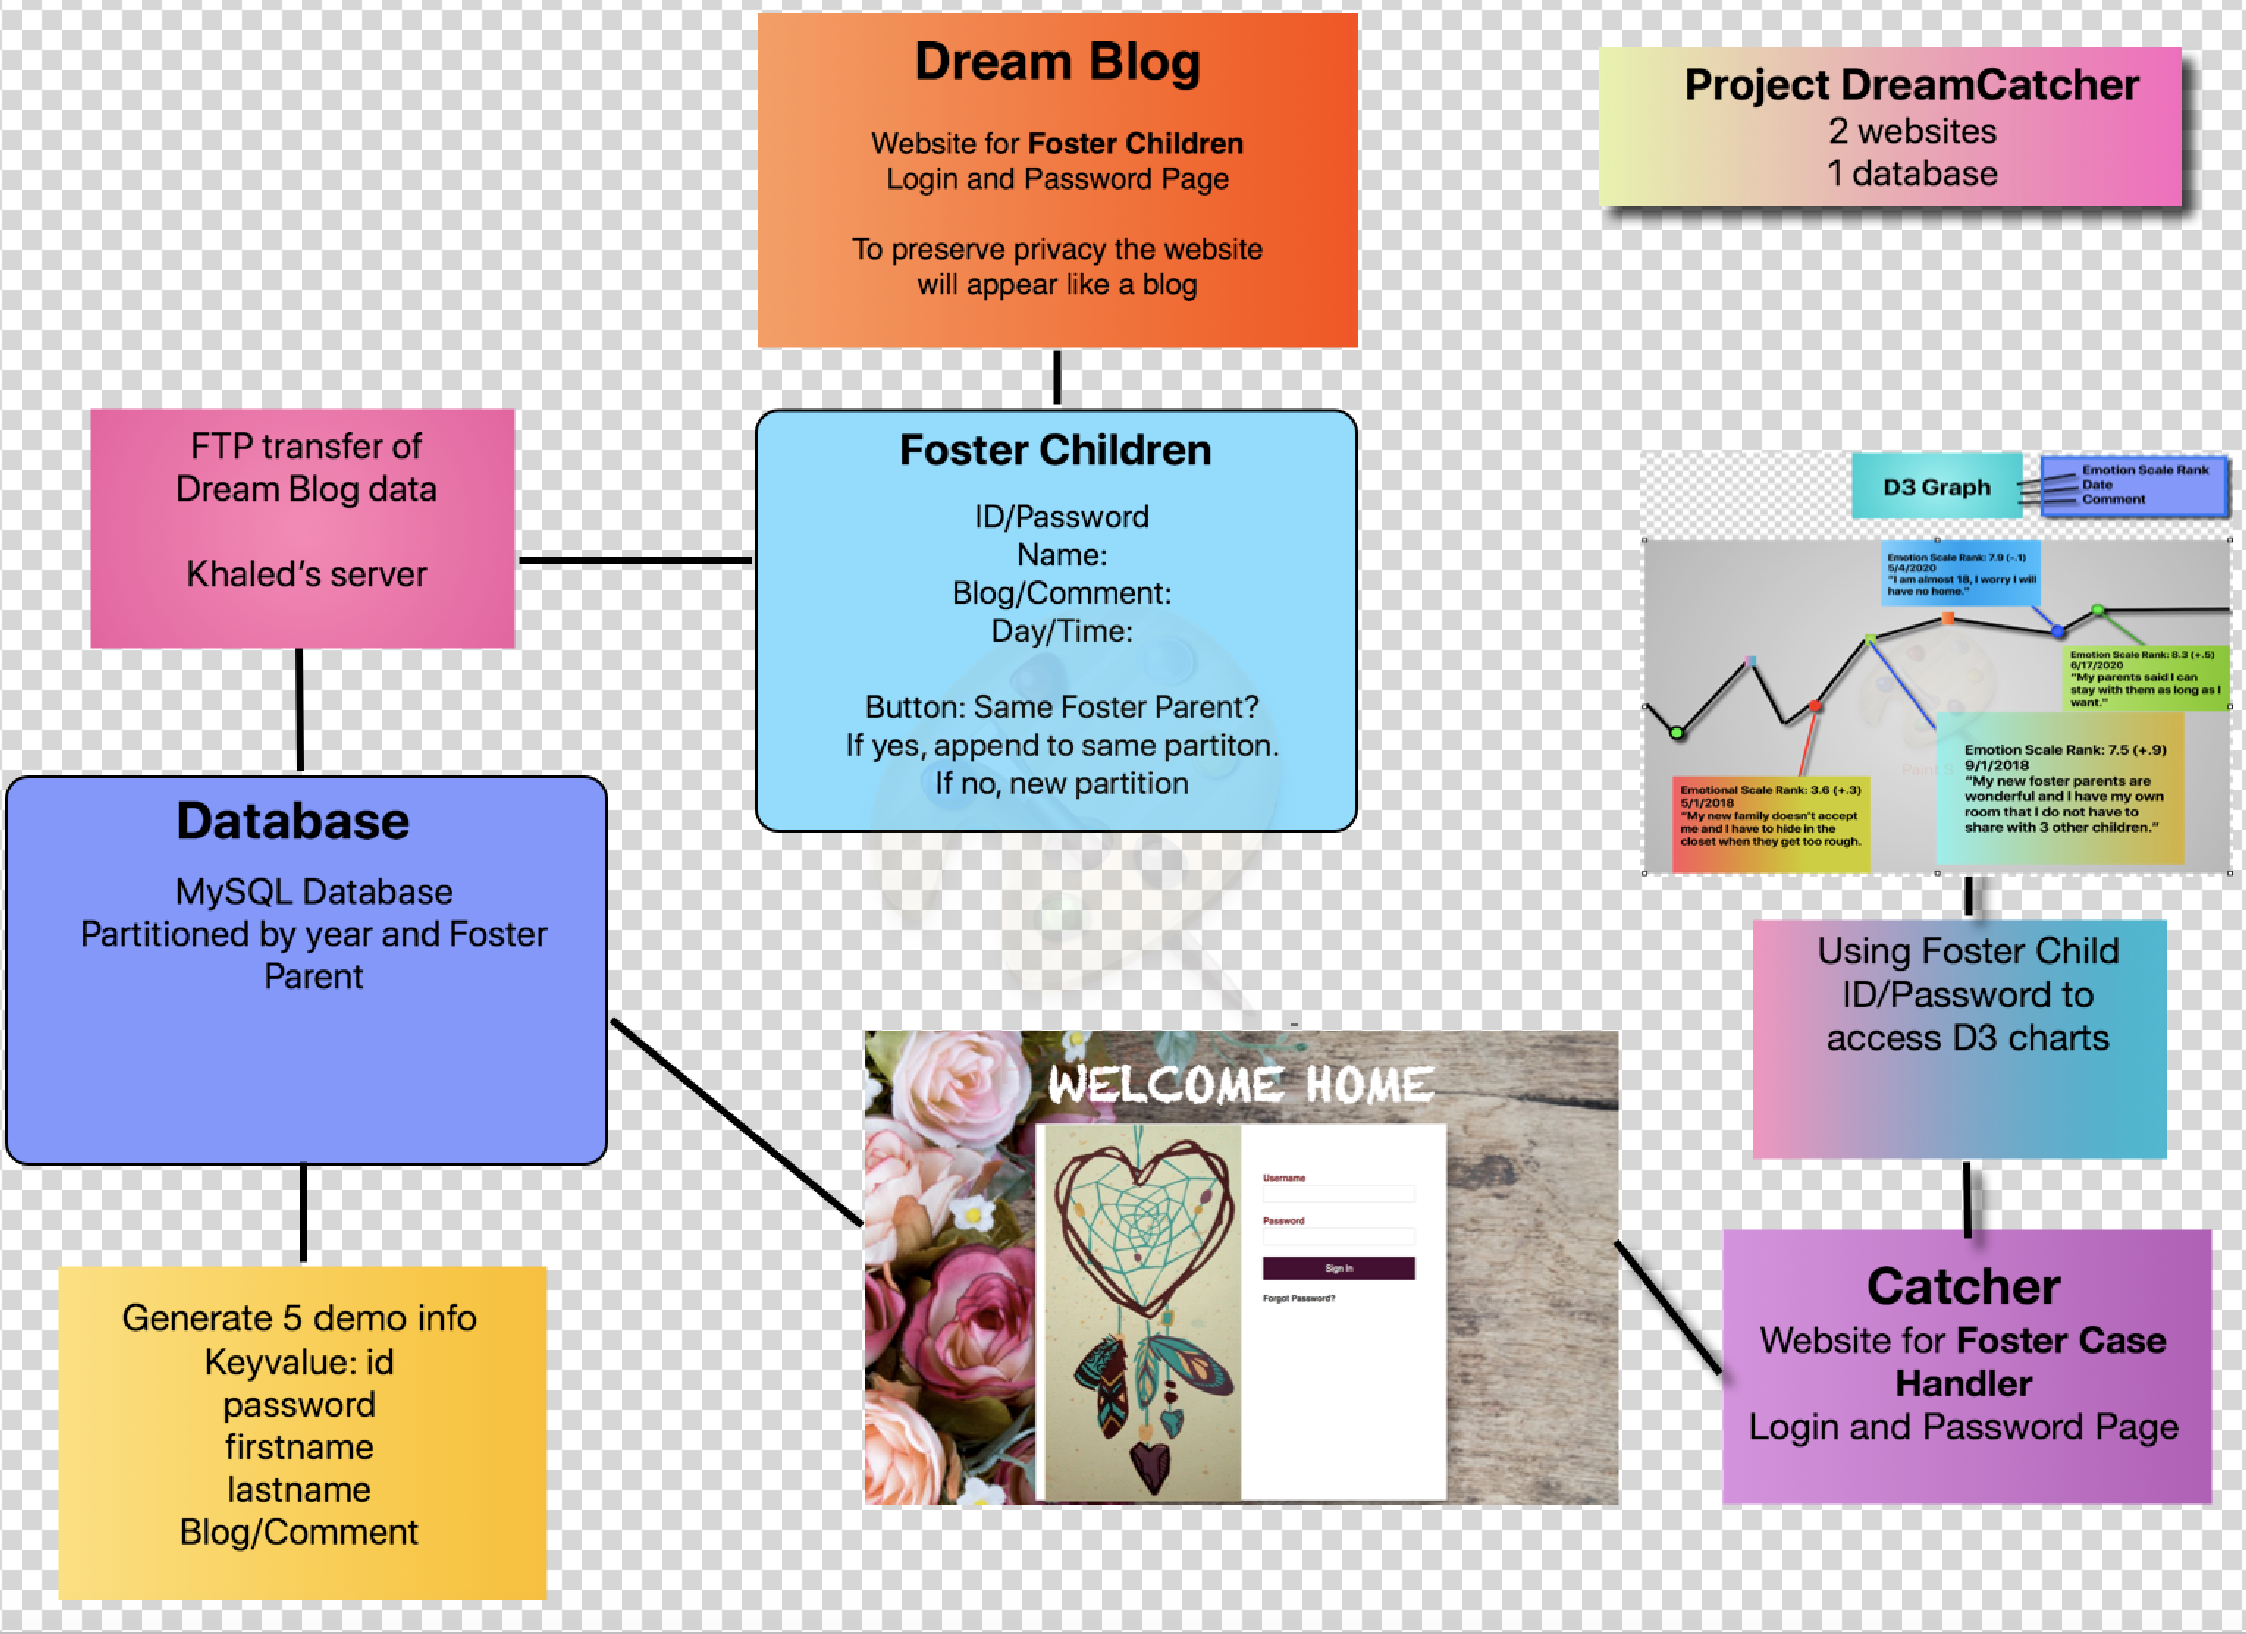 Dream Blog
Website for Foster Children
Login and Password Page
To preserve privacy the website
will appear like a blog
Project DreamCatcher
2 websites
1 database
FTP transfer of
Dream Blog data
Khaled's server
Foster Children
ID/Password
Name:
Blog/Comment:
Day/Time:
Button: Same Foster Parent?
If yes, append to same partiton.
If no, new partition
D3 Graph
Emotion Scale Rank
Date
Comment
Emotion Scale Rank: 7.9 (-.1)
5/4/2020
"I am almost 18, I worry I will
have no home."
Emotion Scale Rank: 8.3 (+.5)
6/17/2020
"My parents said I can
stay with them as long as I
want."
Emotion Scale Rank: 7.5 (+.9)
9/1/2018
"My new foster parents are
wonderful and I have my own
room that I do not have to
share with 3 other children."
Emotional Scale Rank: 3.6 (+.3)
5/1/2018
"My new family doesn't accept
me and I have to hide in the
closet when they get too rough.
Paint S
Database
MySQL Database
Partitioned by year and Foster
Parent
Using Foster Child
ID/Password to
access D3 charts
WELCOME HOME
Username
Password
Sign In
Forgot Password?
Catcher
Website for Foster Case
Handler
Login and Password Page
Generate 5 demo info
Keyvalue: id
password
firstname
lastname
Blog/Comment